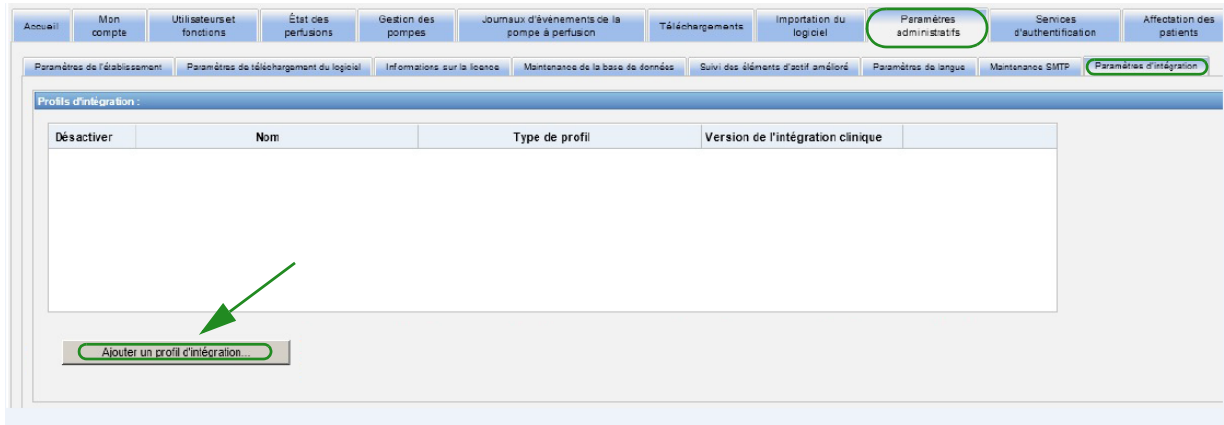 Accueil
Mon compte
Utilisateurs et fonctions
État des perfusions
Gestion des pompes
Journaux d'événements de la pompe à perfusion
Téléchargements
Importation du logiciel
Paramètres administratifs
Services d'authentification
Affectation des patients
Paramètres de l'établissement
Paramètres de téléchargement du logiciel
Informations sur la licence
Maintenance de la base de données
Suivi des éléments d'actif amélioré
Paramètres de langue
Maintenance SMTP
Paramètres d'intégration
Profils d'intégration :
Désactiver
Nom
Type de profil
Version de l'intégration clinique
Ajouter un profil d'intégration...